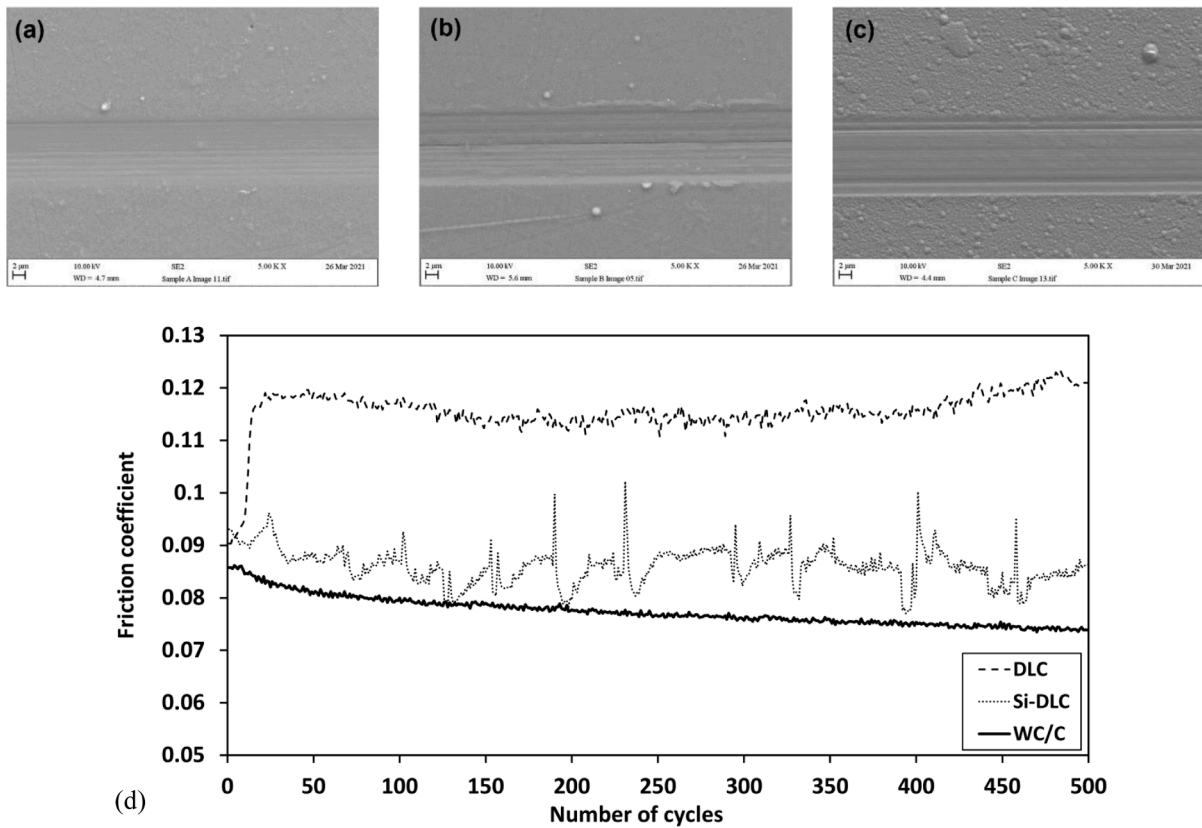 (a)
(b)
(c)
2 µm 10.00 kV SE2 5.00 K X 26 Mar 2021
WD = 4.7 mm Sample A Image 11.tif
2 µm 10.00 kV SE2 5.00 K X 26 Mar 2021
WD = 5.6 mm Sample B Image 05.tif
2 µm 10.00 kV SE2 5.00 K X 30 Mar 2021
WD = 4.4 mm Sample C Image 13.tif
0.13
0.12
0.11
0.1
0.09
0.08
0.07
0.06
0.05
Friction coefficient
DLC
Si-DLC
WC/C
0 50 100 150 200 250 300 350 400 450 500
Number of cycles
(d)